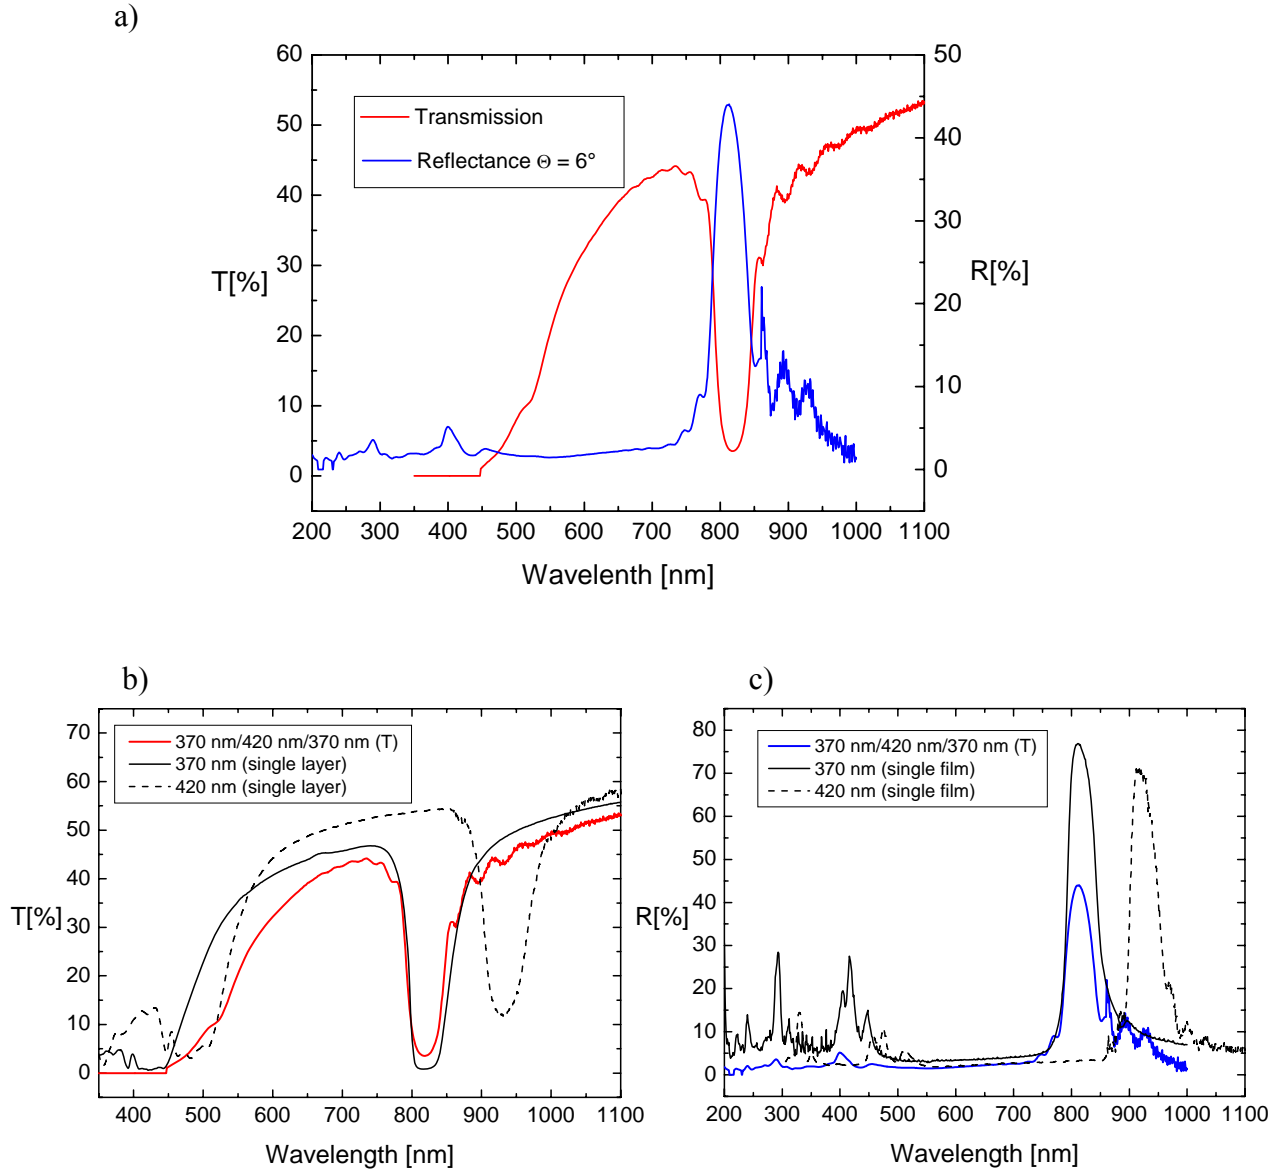 a)
60
50
40
30
20
10
0
T[%]
Transmission
Reflectance Θ = 6°
50
40
30
20
10
0
R[%]
200 300 400 500 600 700 800 900 1000 1100
Wavelenth [nm]
b)
70
60
50
40
30
20
10
0
T[%]
370 nm/420 nm/370 nm (T)
370 nm (single layer)
420 nm (single layer)
400 500 600 700 800 900 1000 1100
Wavelength [nm]
c)
80
70
60
50
40
30
20
10
0
R[%]
370 nm/420 nm/370 nm (T)
370 nm (single film)
420 nm (single film)
200 300 400 500 600 700 800 900 1000 1100
Wavelength [nm]